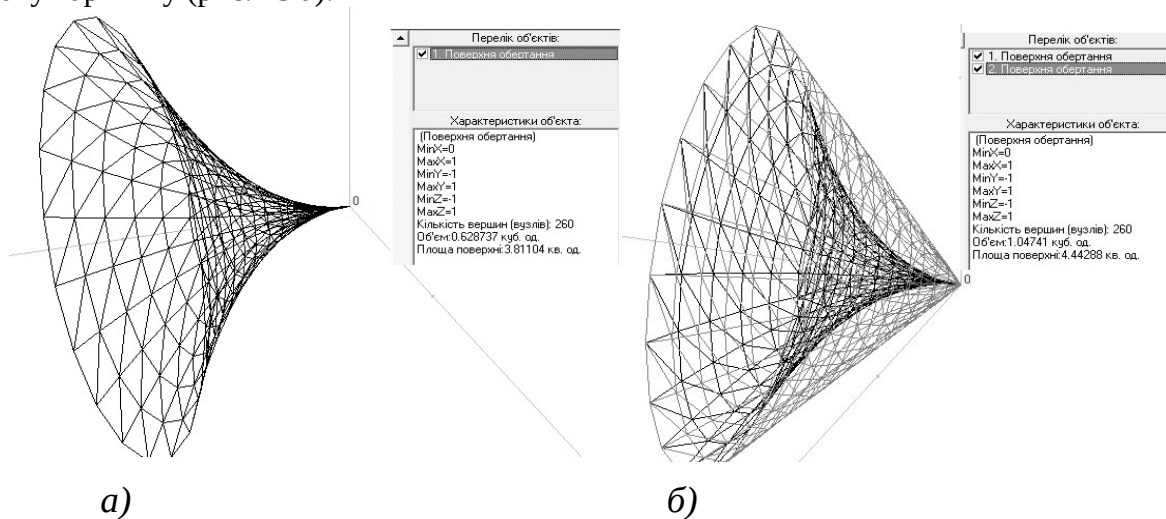 Перелік об'єктів:
1. Поверхня обертання
Характеристики об'єкта:
(Поверхня обертання)
MinX=0
MaxX=1
MinY=-1
MaxY=1
MinZ=-1
MaxZ=1
Кількість вершин (вузлів): 260
Об'єм:0.628737 куб. од.
Площа поверхні:3.81104 кв. од.
0
Перелік об'єктів:
1. Поверхня обертання
2. Поверхня обертання
Характеристики об'єкта:
(Поверхня обертання)
MinX=0
MaxX=1
MinY=-1
MaxY=1
MinZ=-1
MaxZ=1
Кількість вершин (вузлів): 260
Об'єм:1.04741 куб. од.
Площа поверхні:4.44288 кв. од.
0
а)
б)